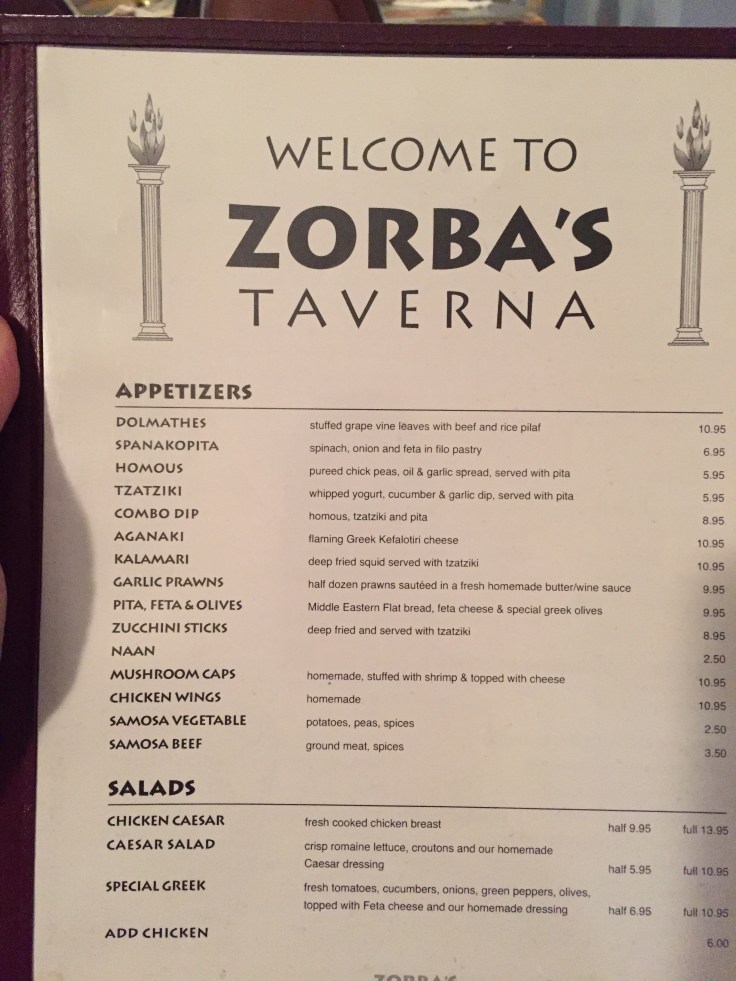 WELCOME TO
ZORBA'S
TAVERNA
APPETIZERS
DOLMATHES stuffed grape vine leaves with beef and rice pilaf 10.95
SPANAKOPITA spinach, onion and feta in filo pastry 6.95
HOMOUS pureed chick peas, oil & garlic spread, served with pita 5.95
TZATZIKI whipped yogurt, cucumber & garlic dip, served with pita 5.95
COMBO DIP homous, tzatziki and pita 8.95
AGANAKI flaming Greek Kefalotiri cheese 10.95
KALAMARI deep fried squid served with tzatziki 10.95
GARLIC PRAWNS half dozen prawns sautéed in a fresh homemade butter/wine sauce 9.95
PITA, FETA & OLIVES Middle Eastern Flat bread, feta cheese & special greek olives 9.95
ZUCCHINI STICKS deep fried and served with tzatziki 8.95
NAAN 2.50
MUSHROOM CAPS homemade, stuffed with shrimp & topped with cheese 10.95
CHICKEN WINGS homemade 10.95
SAMOSA VEGETABLE potatoes, peas, spices 2.50
SAMOSA BEEF ground meat, spices 3.50
SALADS
CHICKEN CAESAR fresh cooked chicken breast half 9.95 full 13.95
CAESAR SALAD crisp romaine lettuce, croutons and our homemade
Caesar dressing half 5.95 full 10.95
SPECIAL GREEK fresh tomatoes, cucumbers, onions, green peppers, olives,
topped with Feta cheese and our homemade dressing half 6.95 full 10.95
ADD CHICKEN 6.00
ZORBA'S